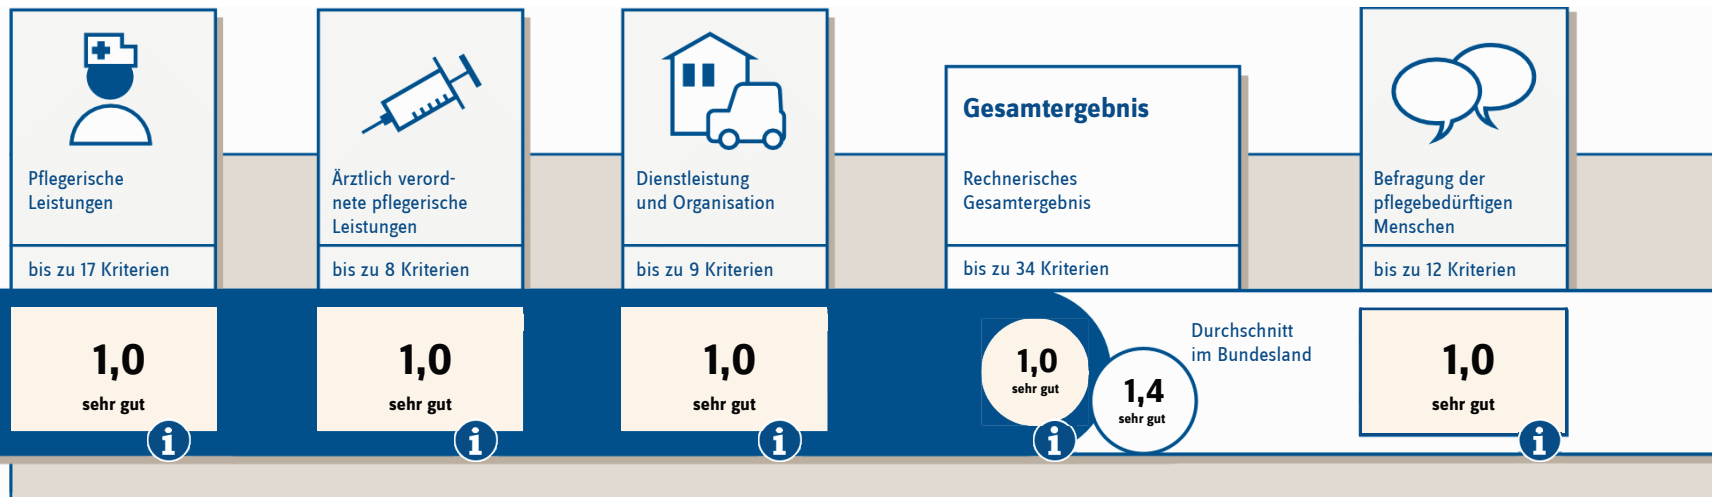 Pflegerische
Leistungen
bis zu 17 Kriterien
1,0
sehr gut
i
Ärztlich verord-
nete pflegerische
Leistungen
bis zu 8 Kriterien
1,0
sehr gut
i
Dienstleistung
und Organisation
bis zu 9 Kriterien
1,0
sehr gut
i
Gesamtergebnis
Rechnerisches
Gesamtergebnis
bis zu 34 Kriterien
1,0
sehr gut
i
1,4
sehr gut
Durchschnitt
im Bundesland
Befragung der
pflegebedürftigen
Menschen
bis zu 12 Kriterien
1,0
sehr gut
i